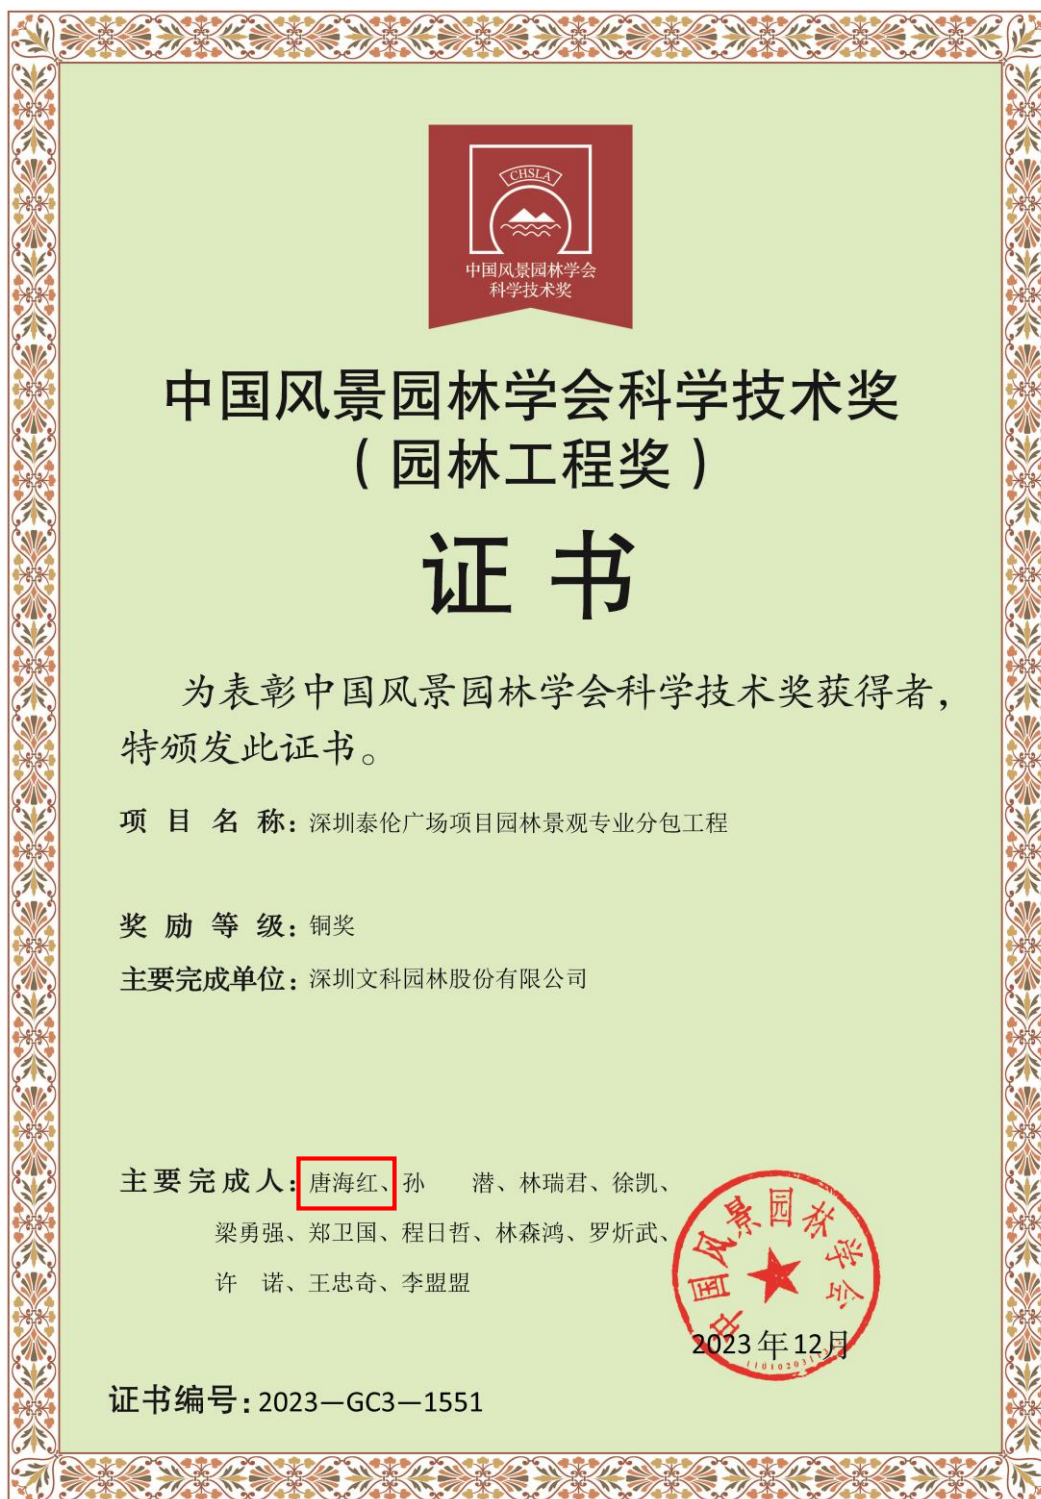 CHSLA
中国风景园林学会
科学技术奖
中国风景园林学会科学技术奖
（园林工程奖）
证书
为表彰中国风景园林学会科学技术奖获得者，
特颁发此证书。
项目名称：深圳泰伦广场项目园林景观专业分包工程
奖励等级：铜奖
主要完成单位：深圳文科园林股份有限公司
主要完成人：唐海红、孙　潜、林瑞君、徐凯、
梁勇强、郑卫国、程日哲、林森鸿、罗炘武、
许　诺、王忠奇、李盟盟
中国风景园林学会
2023年12月
证书编号：2023—GC3—1551